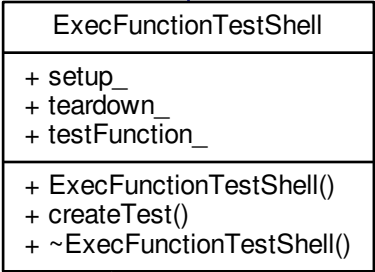 ExecFunctionTestShell
+ setup_
+ teardown_
+ testFunction_
+ ExecFunctionTestShell()
+ createTest()
+ ~ExecFunctionTestShell()